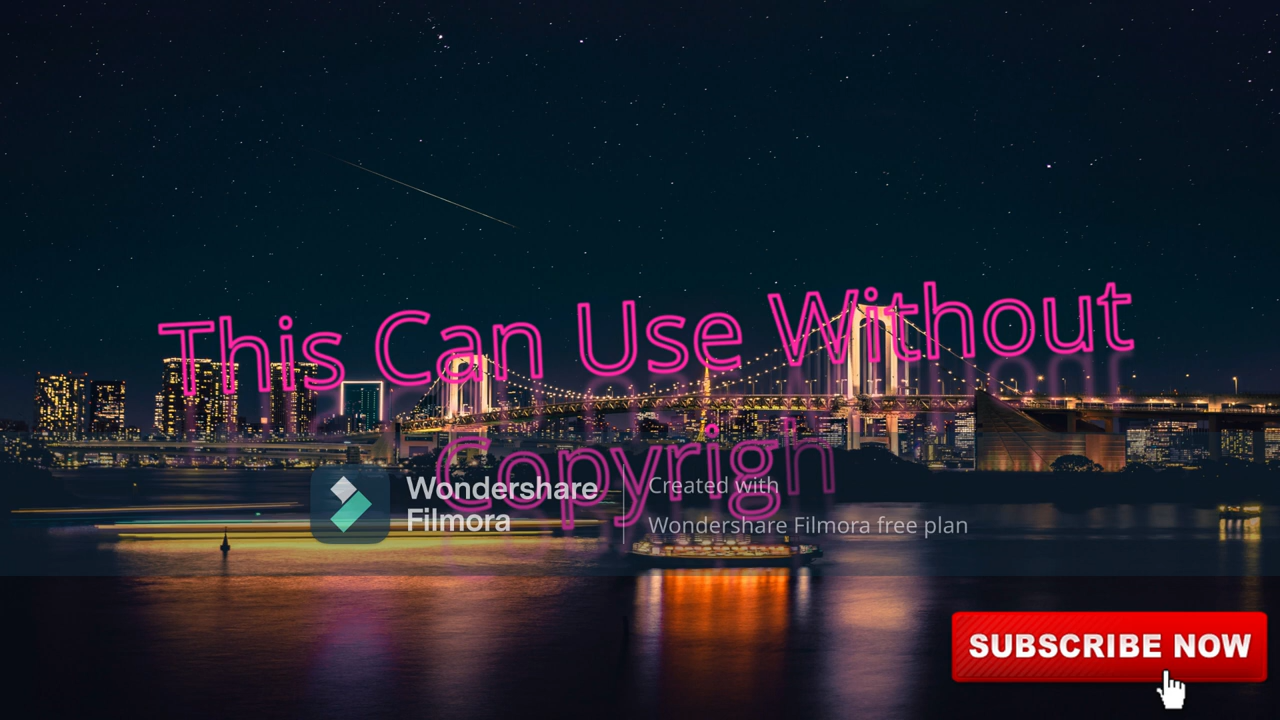 This Can Use Without
Copyrigh
Wondershare
Filmora
Created with
Wondershare Filmora free plan
SUBSCRIBE NOW